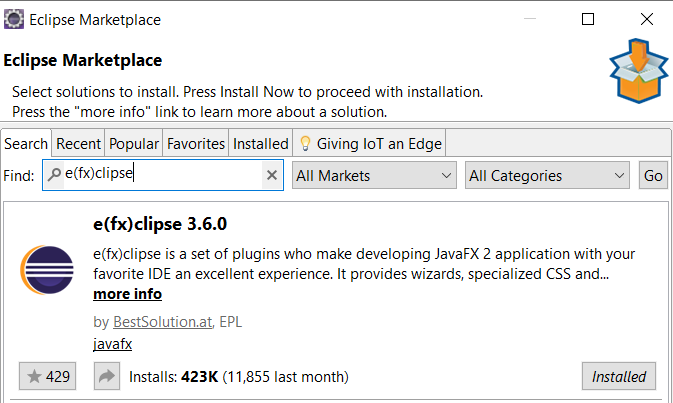 Eclipse Marketplace
Eclipse Marketplace
Select solutions to install. Press Install Now to proceed with installation.
Press the "more info" link to learn more about a solution.
Search Recent Popular Favorites Installed Giving IoT an Edge
Find: e(fx)clipse All Markets All Categories Go
e(fx)clipse 3.6.0
e(fx)clipse is a set of plugins who make developing JavaFX 2 application with your
favorite IDE an excellent experience. It provides wizards, specialized CSS and...
more info
by BestSolution.at, EPL
javafx
429 Installs: 423K (11,855 last month) Installed